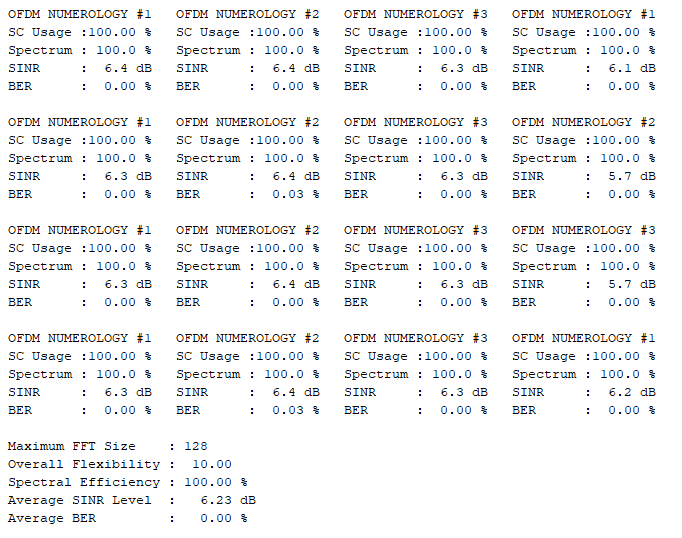 OFDM NUMEROLOGY #1   OFDM NUMEROLOGY #2   OFDM NUMEROLOGY #3   OFDM NUMEROLOGY #1
SC Usage :100.00 %   SC Usage :100.00 %   SC Usage :100.00 %   SC Usage :100.00 %
Spectrum : 100.0 %   Spectrum : 100.0 %   Spectrum : 100.0 %   Spectrum : 100.0 %
SINR     :  6.4 dB   SINR     :  6.4 dB   SINR     :  6.3 dB   SINR     :  6.1 dB
BER      :  0.00 %   BER      :  0.00 %   BER      :  0.00 %   BER      :  0.00 %
OFDM NUMEROLOGY #1   OFDM NUMEROLOGY #2   OFDM NUMEROLOGY #3   OFDM NUMEROLOGY #2
SC Usage :100.00 %   SC Usage :100.00 %   SC Usage :100.00 %   SC Usage :100.00 %
Spectrum : 100.0 %   Spectrum : 100.0 %   Spectrum : 100.0 %   Spectrum : 100.0 %
SINR     :  6.3 dB   SINR     :  6.4 dB   SINR     :  6.3 dB   SINR     :  5.7 dB
BER      :  0.00 %   BER      :  0.03 %   BER      :  0.00 %   BER      :  0.00 %
OFDM NUMEROLOGY #1   OFDM NUMEROLOGY #2   OFDM NUMEROLOGY #3   OFDM NUMEROLOGY #3
SC Usage :100.00 %   SC Usage :100.00 %   SC Usage :100.00 %   SC Usage :100.00 %
Spectrum : 100.0 %   Spectrum : 100.0 %   Spectrum : 100.0 %   Spectrum : 100.0 %
SINR     :  6.3 dB   SINR     :  6.4 dB   SINR     :  6.3 dB   SINR     :  5.7 dB
BER      :  0.00 %   BER      :  0.00 %   BER      :  0.00 %   BER      :  0.00 %
OFDM NUMEROLOGY #1   OFDM NUMEROLOGY #2   OFDM NUMEROLOGY #3   OFDM NUMEROLOGY #1
SC Usage :100.00 %   SC Usage :100.00 %   SC Usage :100.00 %   SC Usage :100.00 %
Spectrum : 100.0 %   Spectrum : 100.0 %   Spectrum : 100.0 %   Spectrum : 100.0 %
SINR     :  6.3 dB   SINR     :  6.4 dB   SINR     :  6.3 dB   SINR     :  6.2 dB
BER      :  0.00 %   BER      :  0.03 %   BER      :  0.00 %   BER      :  0.00 %
Maximum FFT Size    : 128
Overall Flexibility :  10.00
Spectral Efficiency : 100.00 %
Average SINR Level  :   6.23 dB
Average BER         :   0.00 %